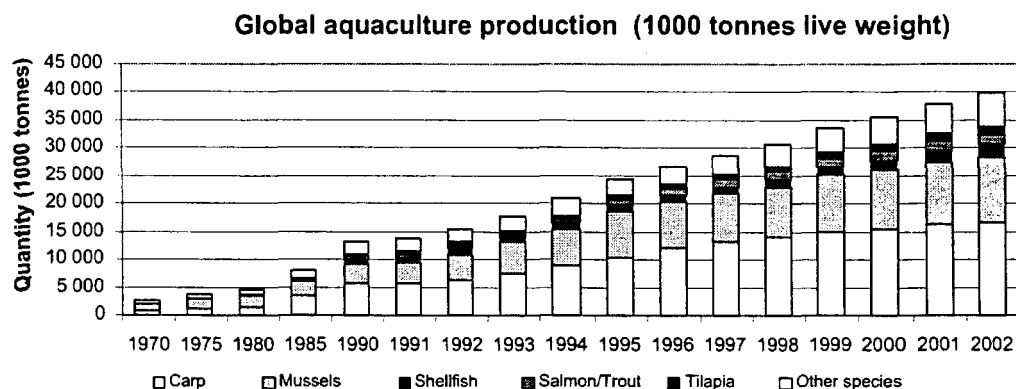 Global aquaculture production (1000 tonnes live weight)
Quantity (1000 tonnes)
45 000
40 000
35 000
30 000
25 000
20 000
15 000
10 000
5 000
0
1970 1975 1980 1985 1990 1991 1992 1993 1994 1995 1996 1997 1998 1999 2000 2001 2002
Carp Mussels Shellfish Salmon/Trout Tilapia Other species